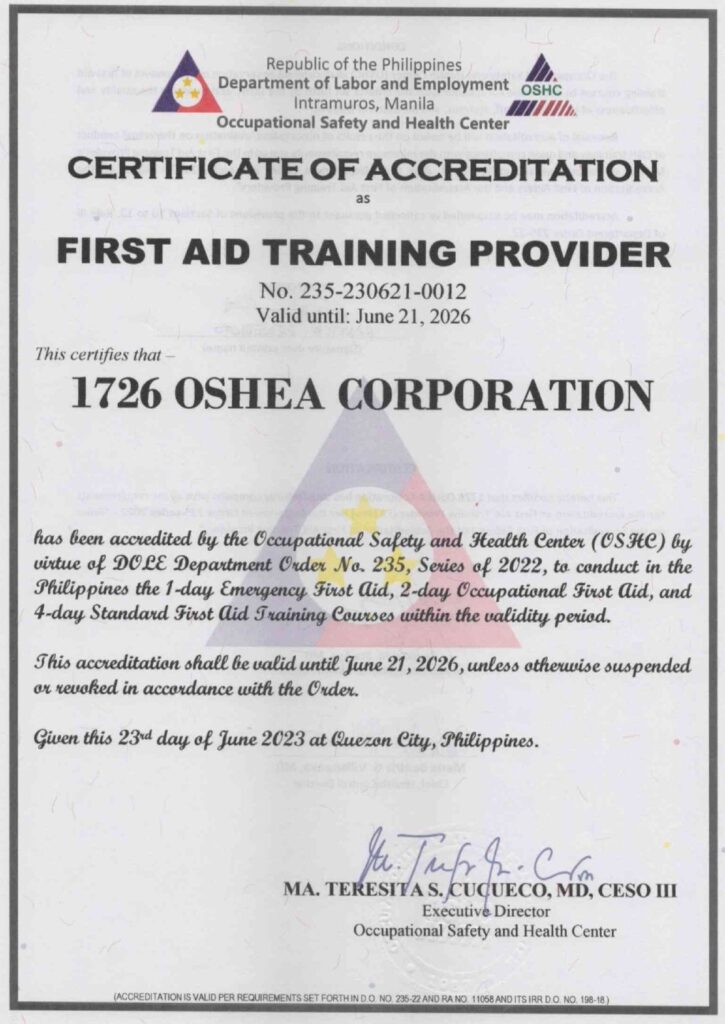 Republic of the Philippines
Department of Labor and Employment
Intramuros, Manila
Occupational Safety and Health Center
OSHC
CERTIFICATE OF ACCREDITATION
as
FIRST AID TRAINING PROVIDER
No. 235-230621-0012
Valid until: June 21, 2026
This certifies that –
1726 OSHEA CORPORATION
has been accredited by the Occupational Safety and Health Center (OSHC) by
virtue of DOLE Department Order No. 235, Series of 2022, to conduct in the
Philippines the 1-day Emergency First Aid, 2-day Occupational First Aid, and
4-day Standard First Aid Training Courses within the validity period.
This accreditation shall be valid until June 21, 2026, unless otherwise suspended
or revoked in accordance with the Order.
Given this 23rd day of June 2023 at Quezon City, Philippines.
MA. TERESITA S. CUCUECO, MD, CESO III
Executive Director
Occupational Safety and Health Center
(ACCREDITATION IS VALID PER REQUIREMENTS SET FORTH IN D.O. NO. 235-22 AND RA NO. 11058 AND ITS IRR D.O. NO. 198-18 )